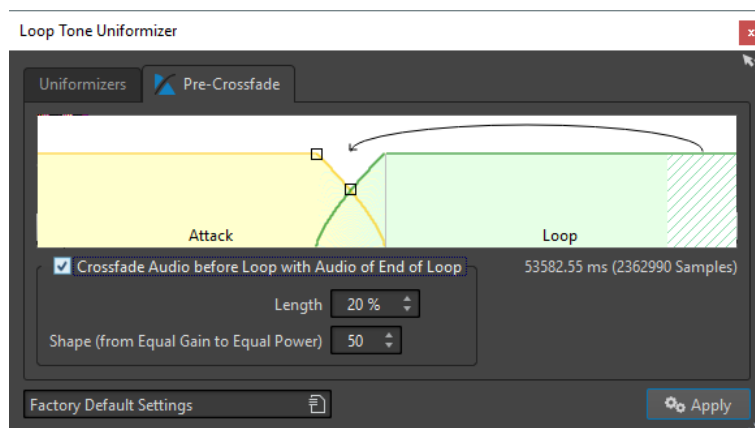 Loop Tone Uniformizer
x
Uniformizers
Pre-Crossfade
Attack
Loop
Crossfade Audio before Loop with Audio of End of Loop
53582.55 ms (2362990 Samples)
Length 20 %
Shape (from Equal Gain to Equal Power) 50
Factory Default Settings
Apply